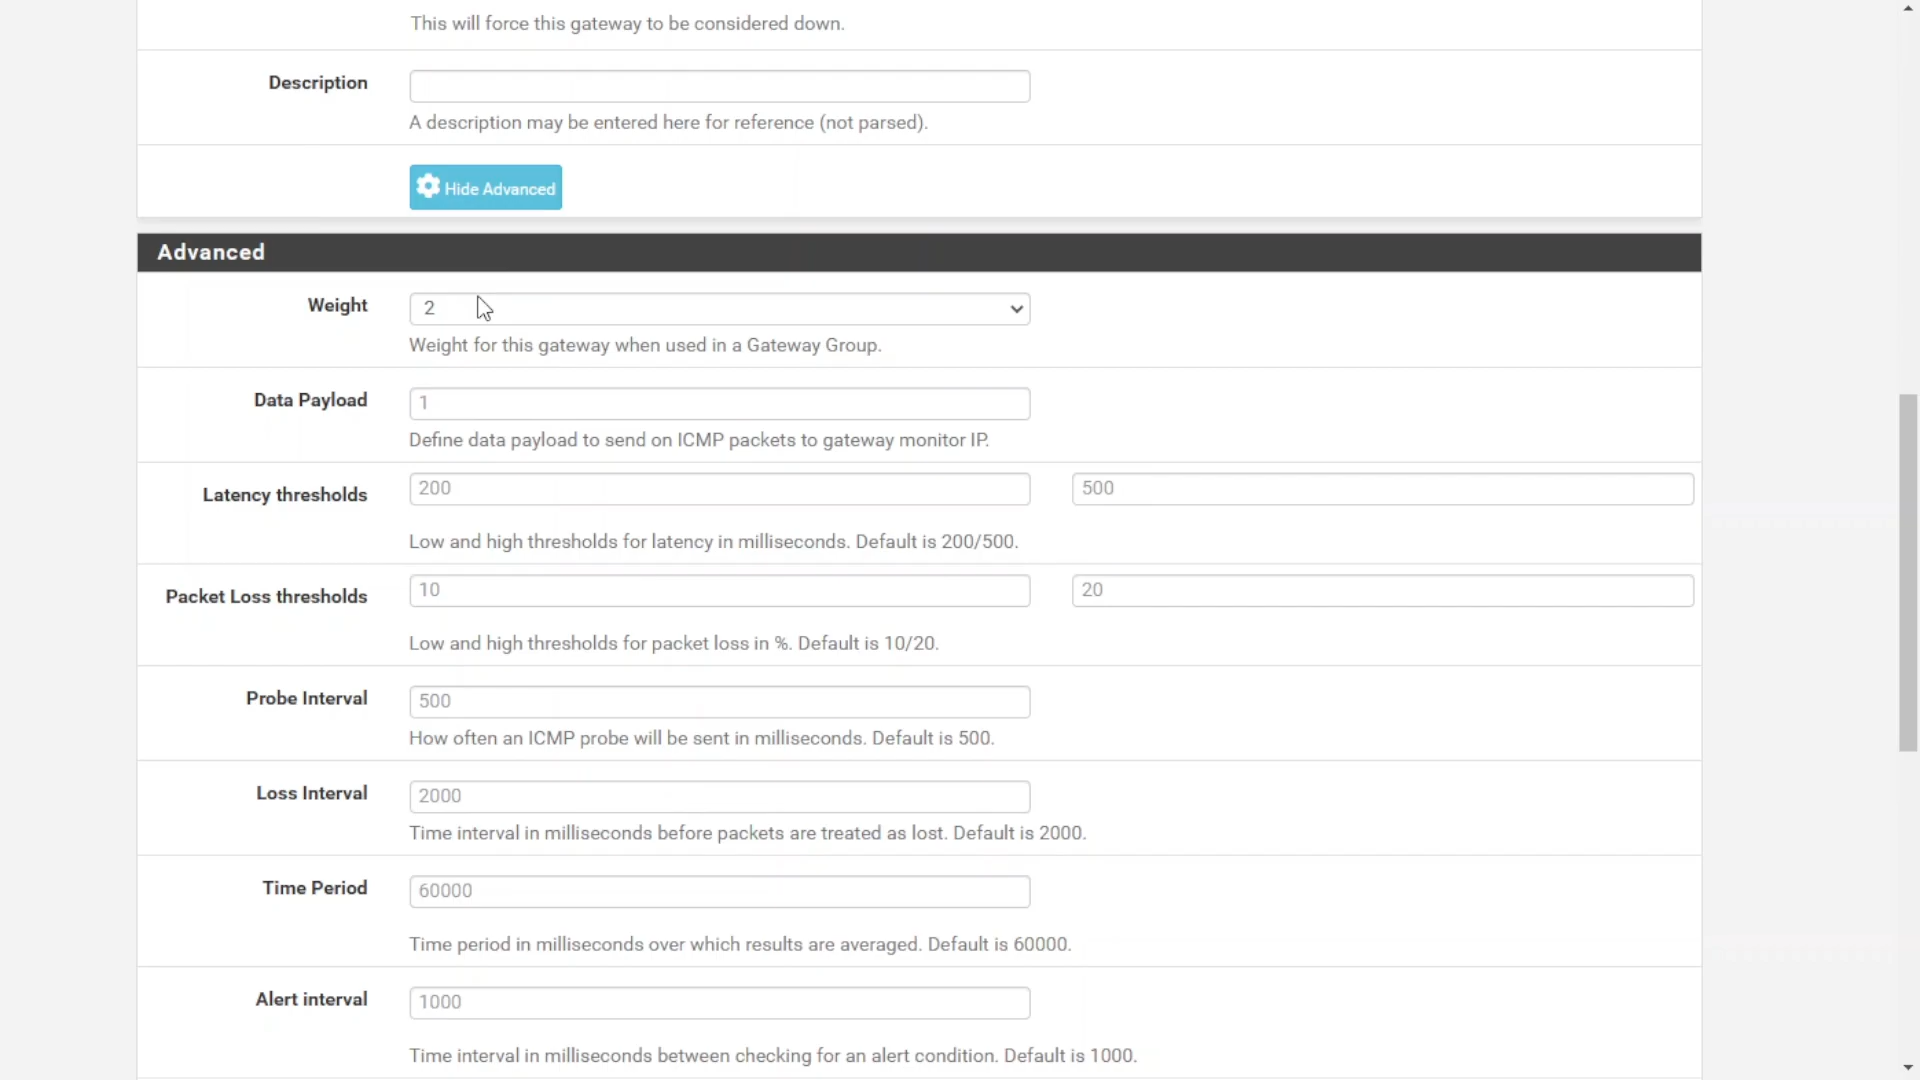 This will force this gateway to be considered down.
Description
A description may be entered here for reference (not parsed).
Hide Advanced
Advanced
Weight
2
Weight for this gateway when used in a Gateway Group.
Data Payload
1
Define data payload to send on ICMP packets to gateway monitor IP.
Latency thresholds
200
500
Low and high thresholds for latency in milliseconds. Default is 200/500.
Packet Loss thresholds
10
20
Low and high thresholds for packet loss in %. Default is 10/20.
Probe Interval
500
How often an ICMP probe will be sent in milliseconds. Default is 500.
Loss Interval
2000
Time interval in milliseconds before packets are treated as lost. Default is 2000.
Time Period
60000
Time period in milliseconds over which results are averaged. Default is 60000.
Alert interval
1000
Time interval in milliseconds between checking for an alert condition. Default is 1000.